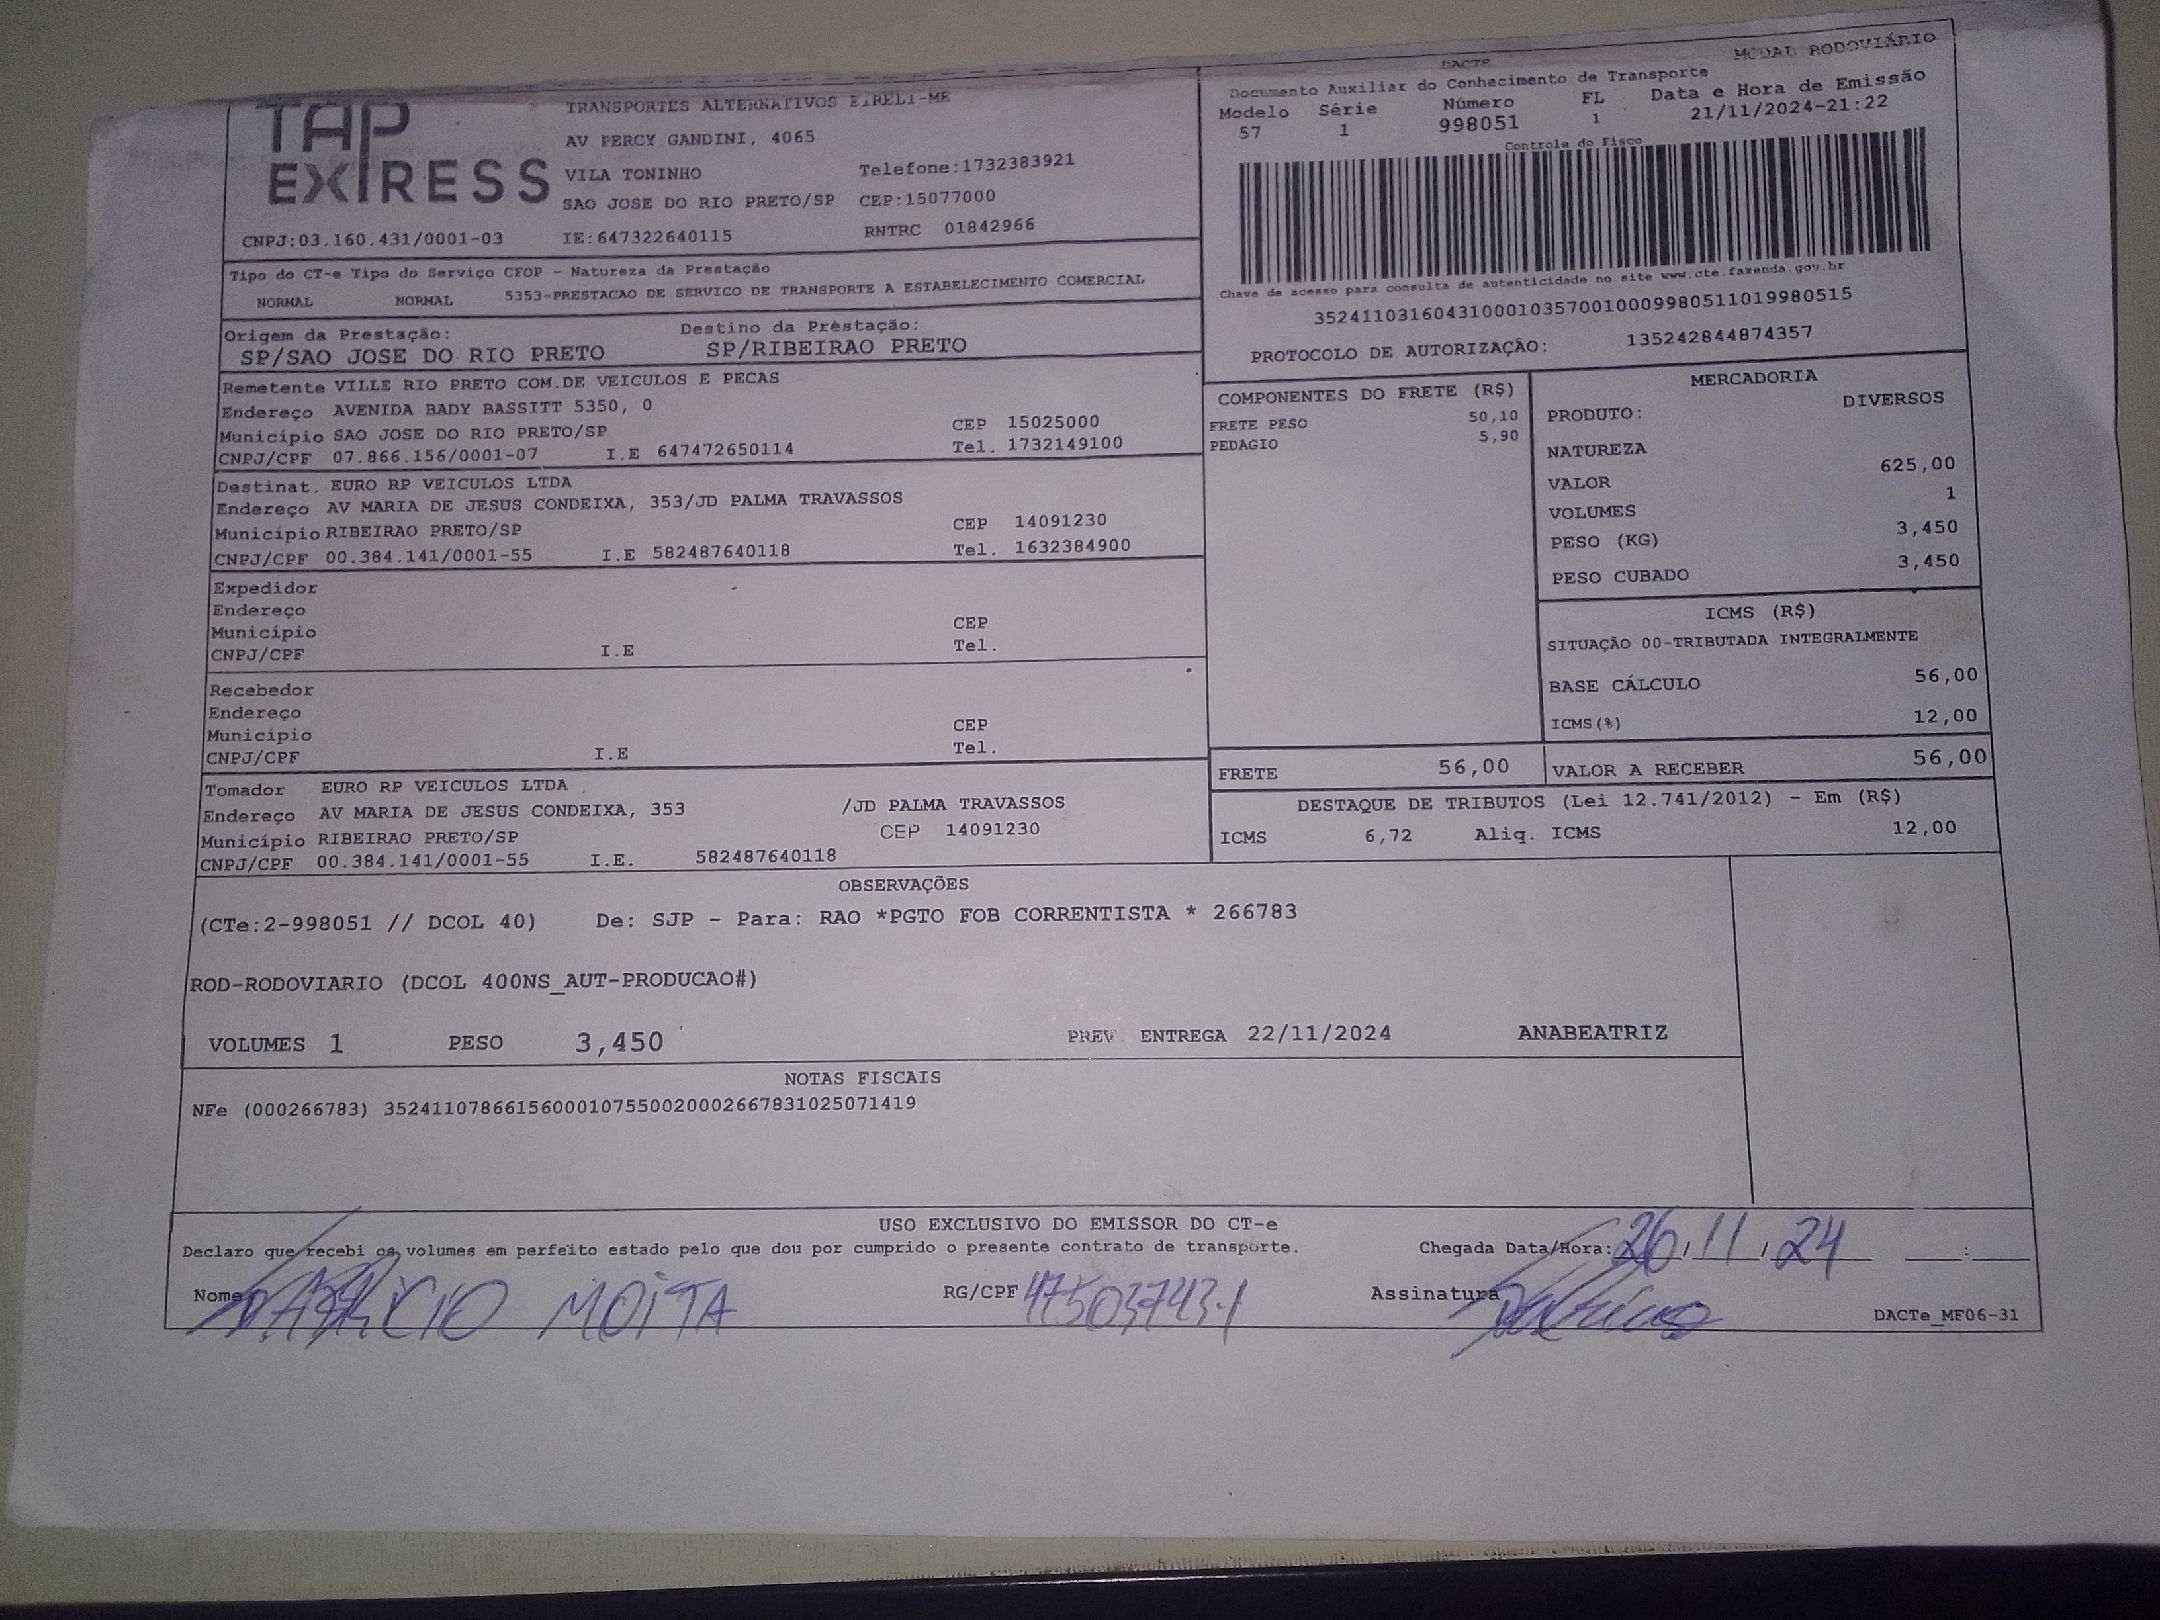 TAP EXPRESS
TRANSPORTES ALTERNATIVOS EIRELI-ME
AV PERCY GANDINI, 4065
VILA TONINHO Telefone:1732383921
SAO JOSE DO RIO PRETO/SP CEP:15077000
CNPJ:03.160.431/0001-03 IE:647322640115 RNTRC 01842966
DACTE MODAL RODOVIÁRIO
Documento Auxiliar do Conhecimento de Transporte
Modelo Série Número FL Data e Hora de Emissão
57 1 998051 1 21/11/2024-21:22
Controle do Fisco
Chave de acesso para consulta de autenticidade no site www.cte.fazenda.gov.br
35241103160431000103570010009980511019980515
PROTOCOLO DE AUTORIZAÇÃO: 135242844874357
Tipo do CT-e Tipo do Serviço CFOP - Natureza da Prestação
NORMAL NORMAL 5353-PRESTACAO DE SERVICO DE TRANSPORTE A ESTABELECIMENTO COMERCIAL
Origem da Prestação: Destino da Prestação:
SP/SAO JOSE DO RIO PRETO SP/RIBEIRAO PRETO
Remetente VILLE RIO PRETO COM.DE VEICULOS E PECAS
Endereço AVENIDA BADY BASSITT 5350, 0
Município SAO JOSE DO RIO PRETO/SP CEP 15025000
CNPJ/CPF 07.866.156/0001-07 I.E 647472650114 Tel. 1732149100
Destinat. EURO RP VEICULOS LTDA
Endereço AV MARIA DE JESUS CONDEIXA, 353/JD PALMA TRAVASSOS
Município RIBEIRAO PRETO/SP CEP 14091230
CNPJ/CPF 00.384.141/0001-55 I.E 582487640118 Tel. 1632384900
Expedidor
Endereço
Município CEP
CNPJ/CPF I.E Tel.
Recebedor
Endereço
Município CEP
CNPJ/CPF I.E Tel.
Tomador EURO RP VEICULOS LTDA
Endereço AV MARIA DE JESUS CONDEIXA, 353 /JD PALMA TRAVASSOS
Município RIBEIRAO PRETO/SP CEP 14091230
CNPJ/CPF 00.384.141/0001-55 I.E. 582487640118
COMPONENTES DO FRETE (R$)
FRETE PESO 50,10
PEDAGIO 5,90
MERCADORIA
PRODUTO: DIVERSOS
NATUREZA
VALOR 625,00
VOLUMES 1
PESO (KG) 3,450
PESO CUBADO 3,450
ICMS (R$)
SITUAÇÃO 00-TRIBUTADA INTEGRALMENTE
BASE CÁLCULO 56,00
ICMS(%) 12,00
FRETE 56,00 VALOR A RECEBER 56,00
DESTAQUE DE TRIBUTOS (Lei 12.741/2012) - Em (R$)
ICMS 6,72 Aliq. ICMS 12,00
OBSERVAÇÕES
(CTe:2-998051 // DCOL 40) De: SJP - Para: RAO *PGTO FOB CORRENTISTA * 266783
ROD-RODOVIARIO (DCOL 400NS_AUT-PRODUCAO#)
VOLUMES 1 PESO 3,450 PREV. ENTREGA 22/11/2024 ANABEATRIZ
NOTAS FISCAIS
NFe (000266783) 35241107866156000107550020002667831025071419
USO EXCLUSIVO DO EMISSOR DO CT-e
Declaro que recebi os volumes em perfeito estado pelo que dou por cumprido o presente contrato de transporte. Chegada Data/Hora: 26/11/24 :
Nome MOITA RG/CPF 47503743-1 Assinatura
DACTe_MF06-31